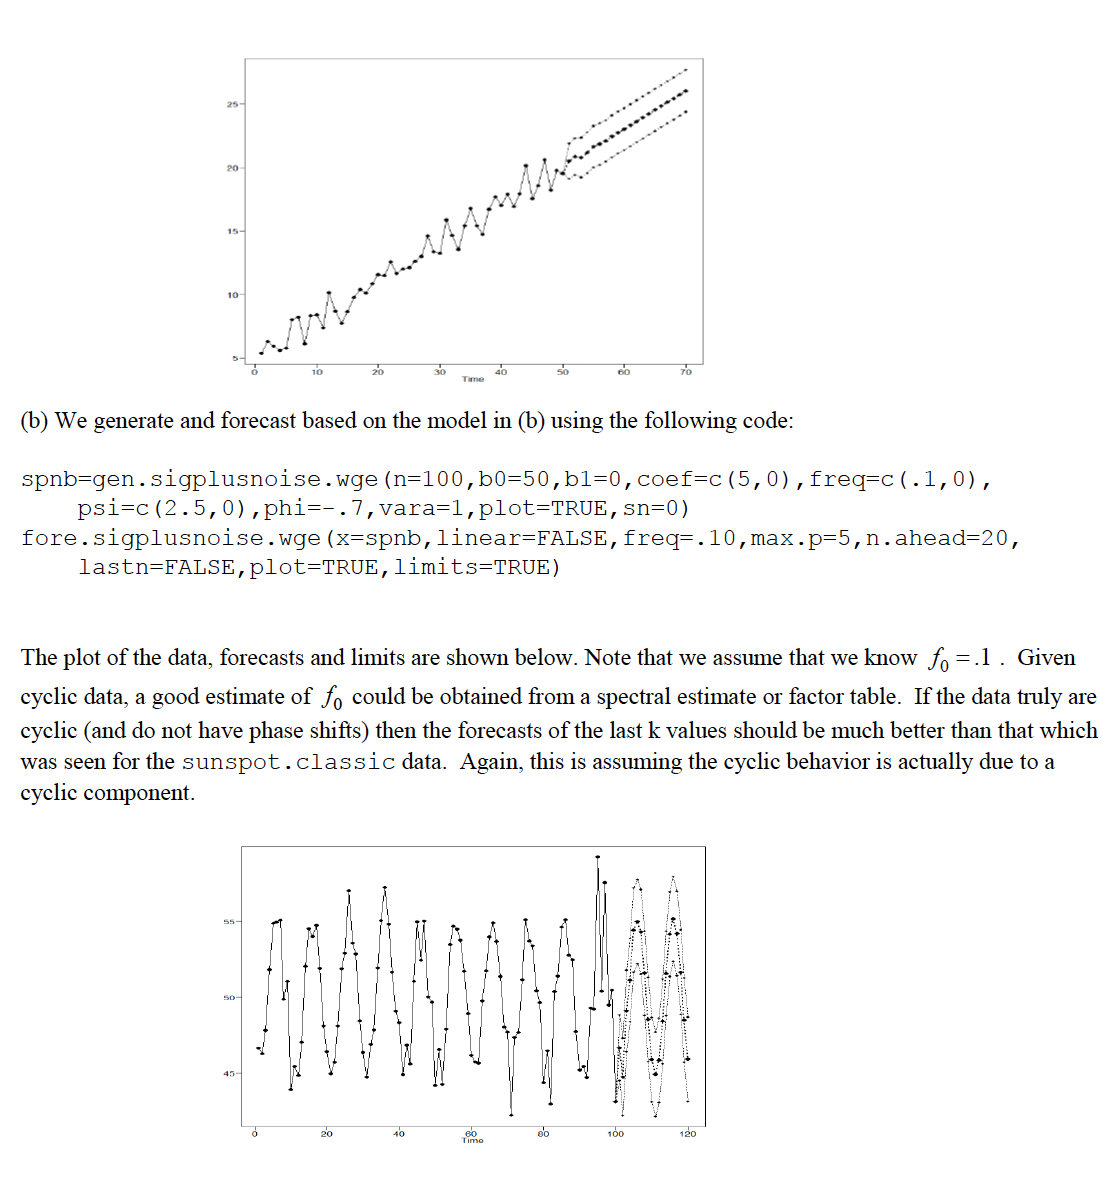 25
20
15
10
5
0 10 20 30 40 50 60 70
Time
(b) We generate and forecast based on the model in (b) using the following code:
spnb=gen.sigplusnoise.wge(n=100,b0=50,b1=0,coef=c(5,0),freq=c(.1,0),
psi=c(2.5,0),phi=-.7,vara=1,plot=TRUE,sn=0)
fore.sigplusnoise.wge(x=spnb,linear=FALSE,freq=.10,max.p=5,n.ahead=20,
lastn=FALSE,plot=TRUE,limits=TRUE)
The plot of the data, forecasts and limits are shown below. Note that we assume that we know f₀ = .1 . Given
cyclic data, a good estimate of f₀ could be obtained from a spectral estimate or factor table. If the data truly are
cyclic (and do not have phase shifts) then the forecasts of the last k values should be much better than that which
was seen for the sunspot.classic data. Again, this is assuming the cyclic behavior is actually due to a
cyclic component.
55
50
45
0 20 40 60 80 100 120
Time